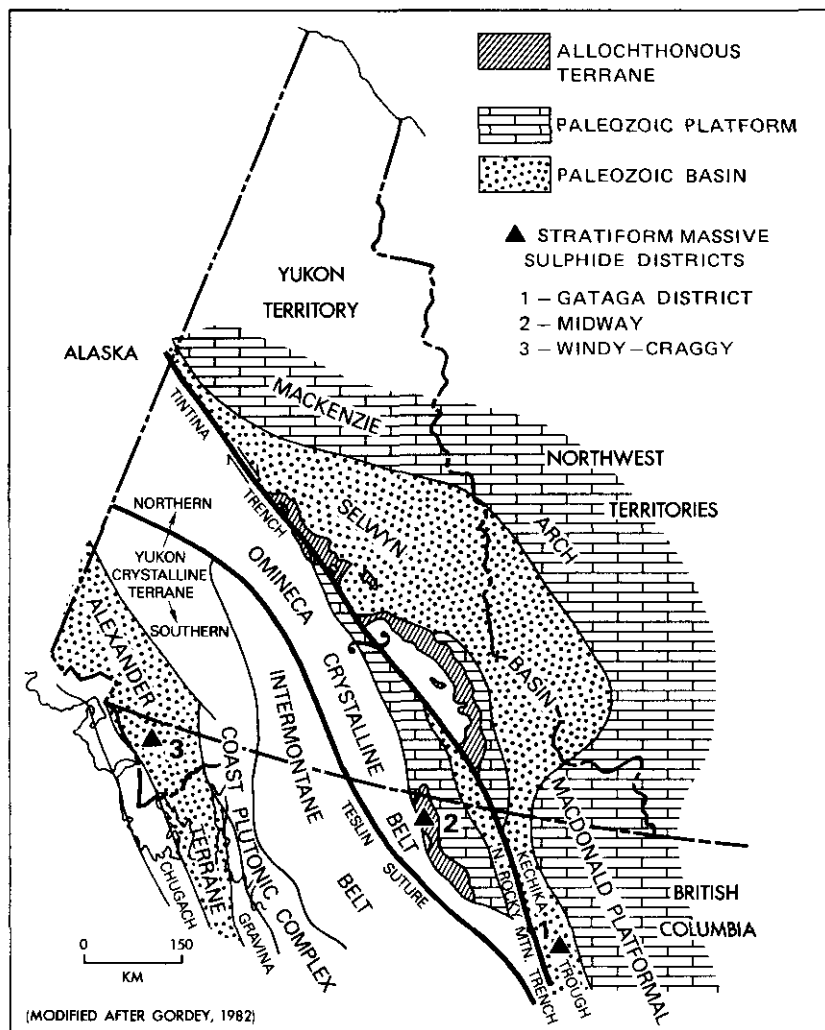 ALLOCHTHONOUS
TERRANE
PALEOZOIC PLATFORM
PALEOZOIC BASIN
STRATIFORM MASSIVE
SULPHIDE DISTRICTS
1 – GATAGA DISTRICT
2 – MIDWAY
3 – WINDY–CRAGGY
YUKON
TERRITORY
ALASKA
MACKENZIE
ARCH
NORTHWEST
TERRITORIES
TINTINA
TRENCH
SELWYN
BASIN
NORTHERN
YUKON
CRYSTALLINE
TERRANE
SOUTHERN
OMINECA
CRYSTALLINE
BELT
ALEXANDER
TERRANE
3
COAST PLUTONIC COMPLEX
INTERMONTANE
BELT
TESLIN
SUTURE
2
CHUGACH
GRAVINA
N. ROCKY MTN. TRENCH
KECHIKA
TROUGH
1
MACDONALD PLATFORMAL
BRITISH
COLUMBIA
0 150
KM
(MODIFIED AFTER GORDEY, 1982)